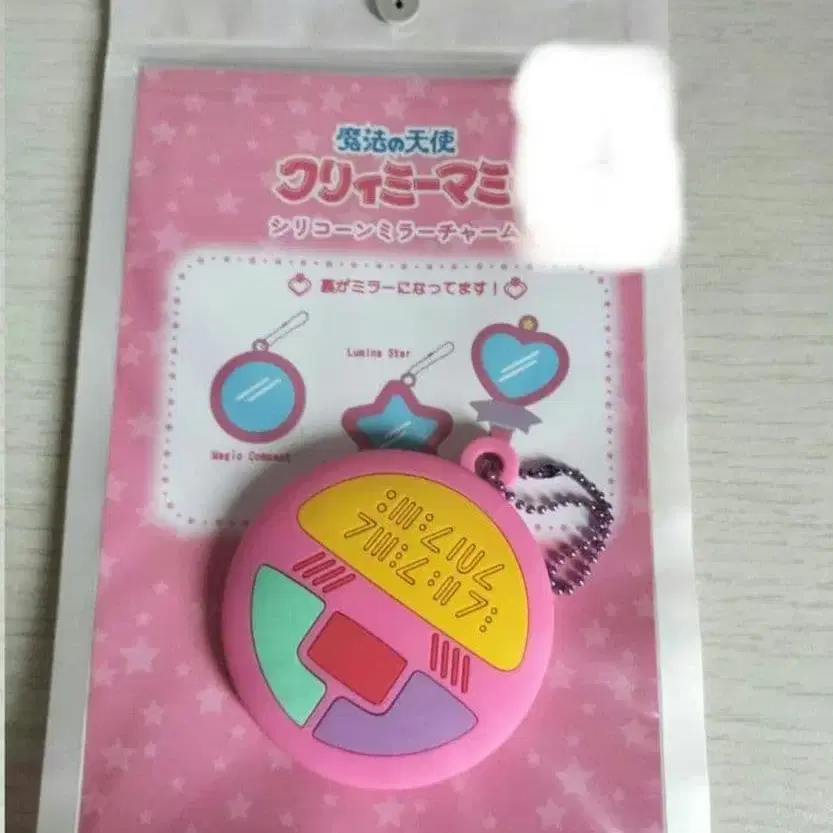 魔法の天使
クリィミーマミ
シリコーンミラーチャーム
裏がミラーになってます!
Lumina Star
Magic Compact